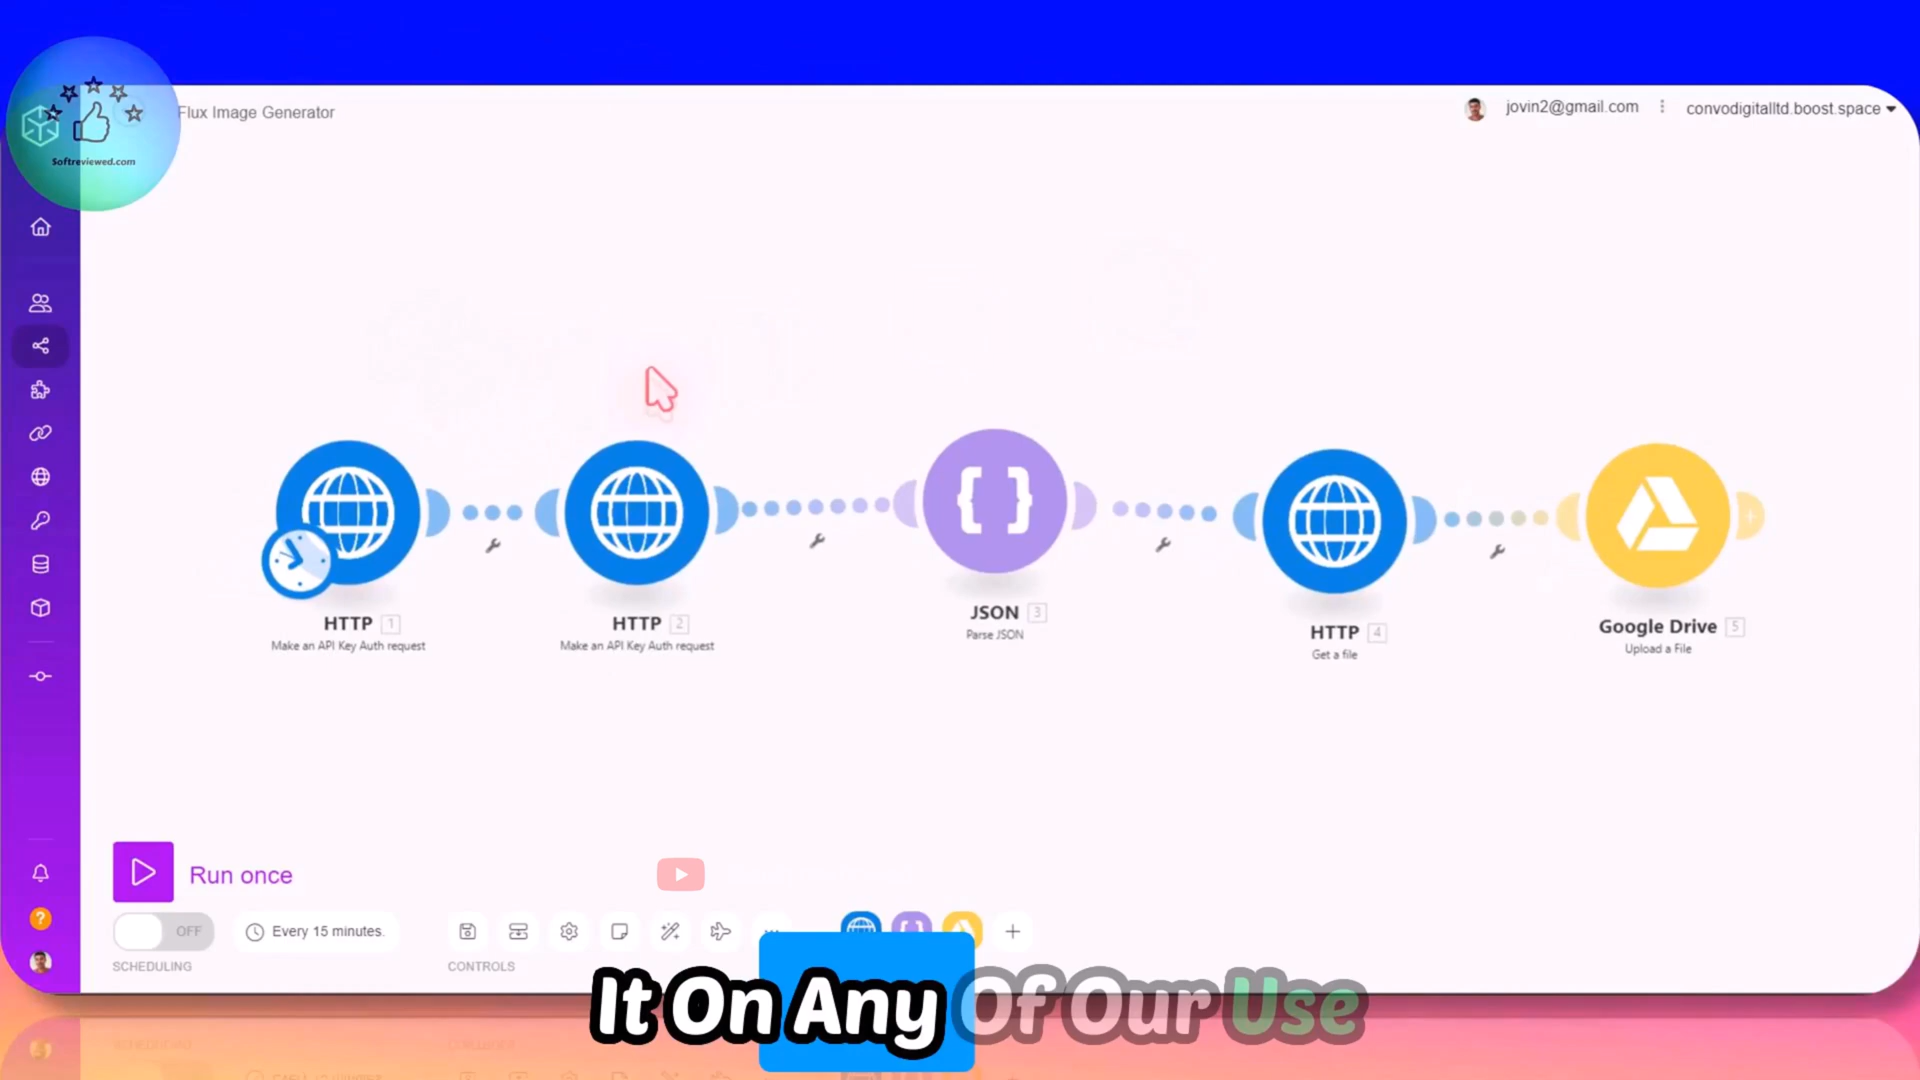 Flux Image Generator
jovin2@gmail.com
convodigitalltd.boost.space
Softreviewed.com
HTTP 1
Make an API Key Auth request
HTTP 2
Make an API Key Auth request
JSON 3
Parse JSON
HTTP 4
Get a file
Google Drive 5
Upload a File
Run once
OFF
Every 15 minutes.
SCHEDULING
CONTROLS
?
It On Any Of Our Use